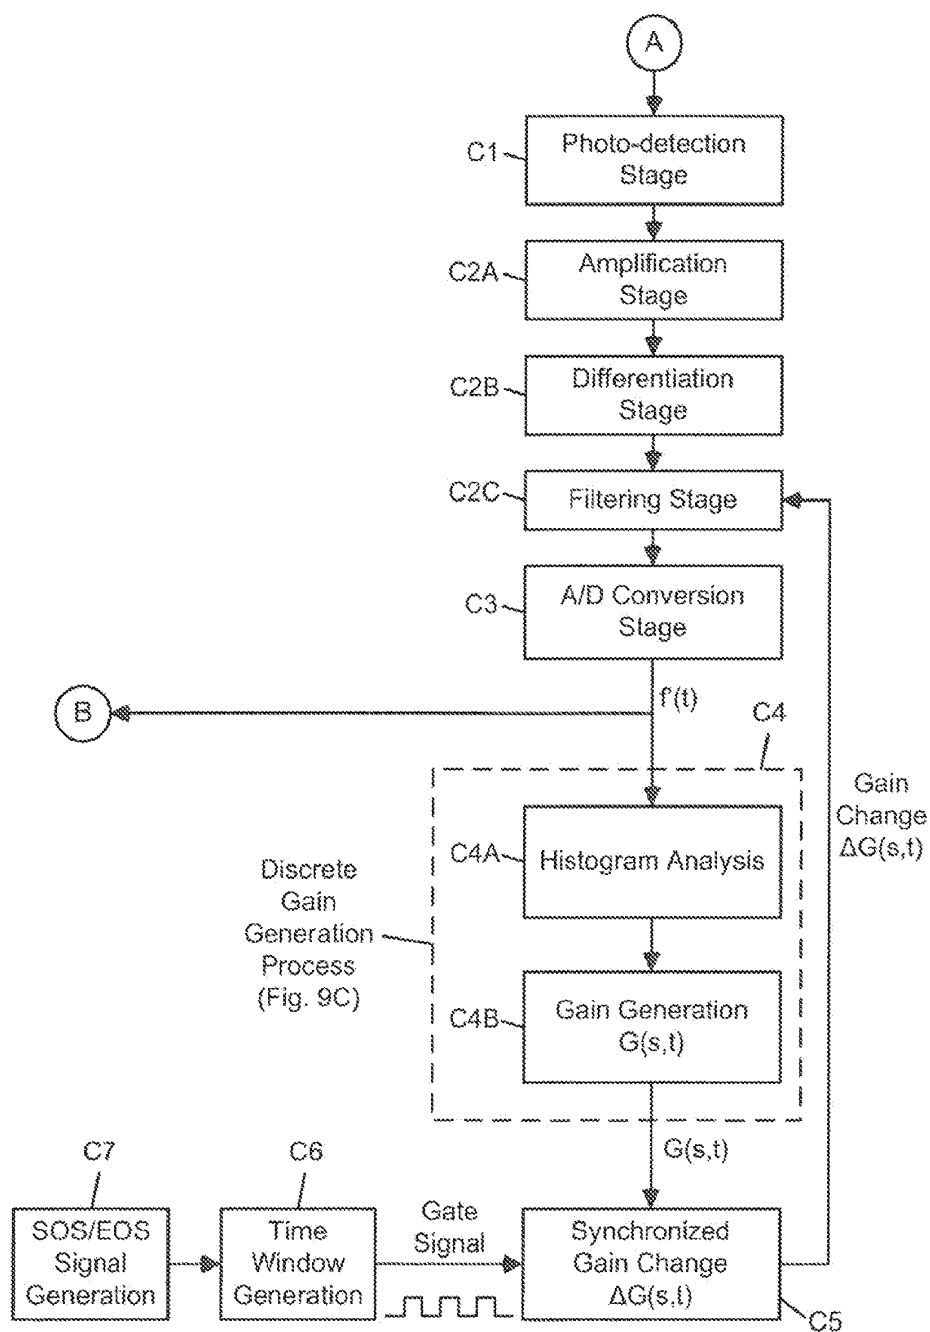 A
C1
Photo-detection
Stage
C2A
Amplification
Stage
C2B
Differentiation
Stage
C2C
Filtering Stage
C3
A/D Conversion
Stage
f'(t)
B
C4
Gain
Change
ΔG(s,t)
C4A
Histogram Analysis
Discrete
Gain
Generation
Process
(Fig. 9C)
C4B
Gain Generation
G(s,t)
G(s,t)
C7
SOS/EOS
Signal
Generation
C6
Time
Window
Generation
Gate
Signal
Synchronized
Gain Change
ΔG(s,t)
C5